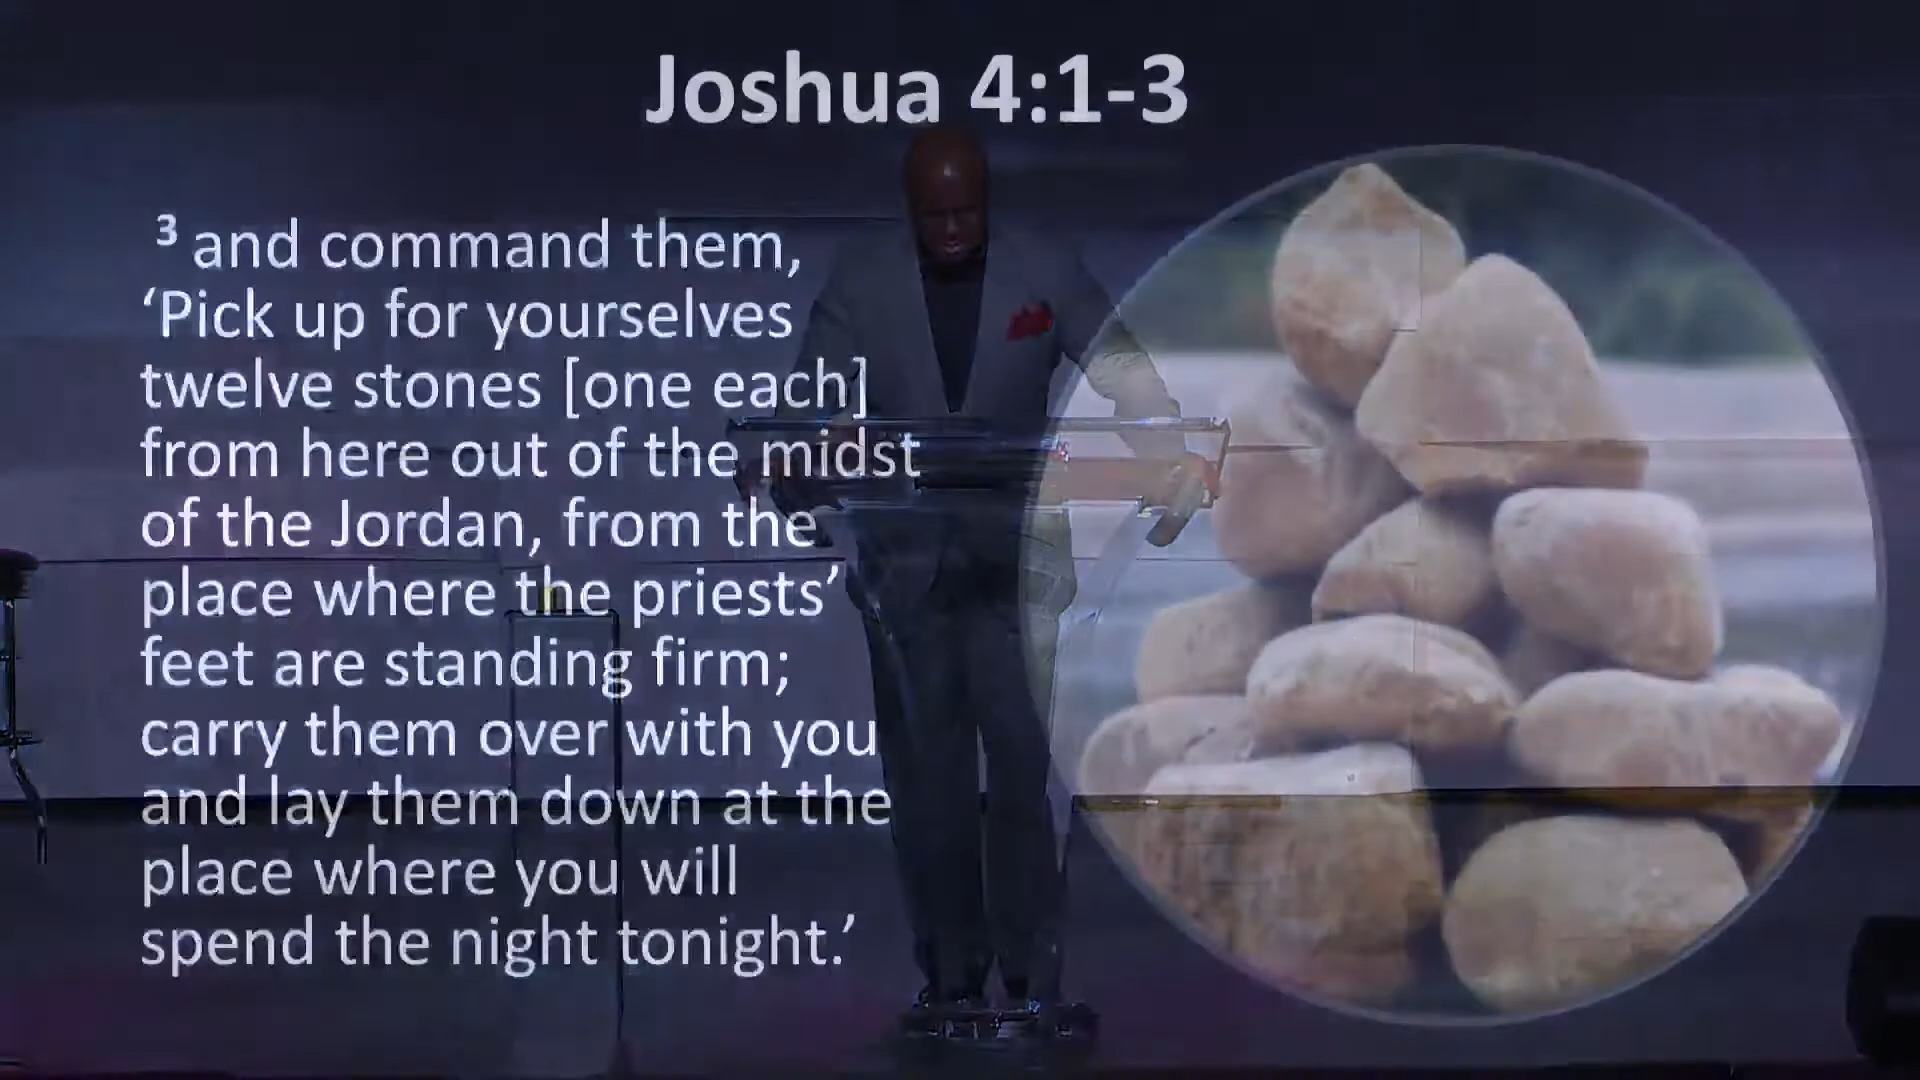 Joshua 4:1-3
3 and command them,
‘Pick up for yourselves
twelve stones [one each]
from here out of the midst
of the Jordan, from the
place where the priests’
feet are standing firm;
carry them over with you
and lay them down at the
place where you will
spend the night tonight.’